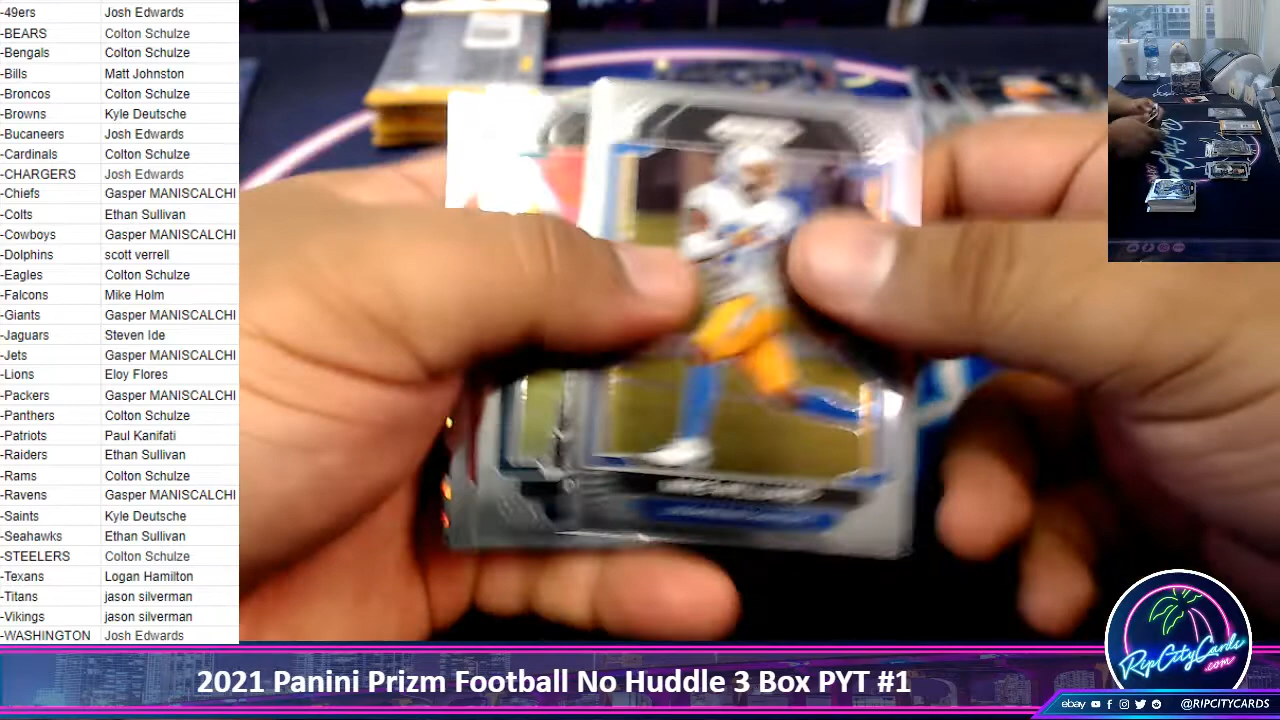 -49ers Josh Edwards
-BEARS Colton Schulze
-Bengals Colton Schulze
-Bills Matt Johnston
-Broncos Colton Schulze
-Browns Kyle Deutsche
-Bucaneers Josh Edwards
-Cardinals Colton Schulze
-CHARGERS Josh Edwards
-Chiefs Gasper MANISCALCHI
-Colts Ethan Sullivan
-Cowboys Gasper MANISCALCHI
-Dolphins scott verrell
-Eagles Colton Schulze
-Falcons Mike Holm
-Giants Gasper MANISCALCHI
-Jaguars Steven Ide
-Jets Gasper MANISCALCHI
-Lions Eloy Flores
-Packers Gasper MANISCALCHI
-Panthers Colton Schulze
-Patriots Paul Kanifati
-Raiders Ethan Sullivan
-Rams Colton Schulze
-Ravens Gasper MANISCALCHI
-Saints Kyle Deutsche
-Seahawks Ethan Sullivan
-STEELERS Colton Schulze
-Texans Logan Hamilton
-Titans jason silverman
-Vikings jason silverman
-WASHINGTON Josh Edwards
2021 Panini Prizm Football No Huddle 3 Box PYT #1
RipCityCards
.com
ebay @RIPCITYCARDS